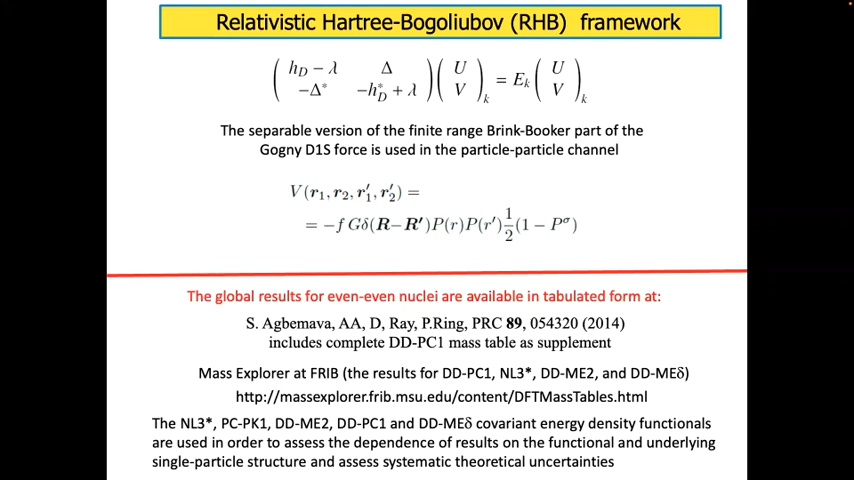 Relativistic Hartree-Bogoliubov (RHB) framework
( h_D − λ   Δ ) ( U ) = E_k ( U )
( −Δ*   −h_D* + λ ) ( V )_k   ( V )_k
The separable version of the finite range Brink-Booker part of the
Gogny D1S force is used in the particle-particle channel
V(r₁, r₂, r₁′, r₂′) =
= −f Gδ(R−R′)P(r)P(r′)½(1 − P^σ)
The global results for even-even nuclei are available in tabulated form at:
S. Agbemava, AA, D, Ray, P.Ring, PRC 89, 054320 (2014)
includes complete DD-PC1 mass table as supplement
Mass Explorer at FRIB (the results for DD-PC1, NL3*, DD-ME2, and DD-MEδ)
http://massexplorer.frib.msu.edu/content/DFTMassTables.html
The NL3*, PC-PK1, DD-ME2, DD-PC1 and DD-MEδ covariant energy density functionals
are used in order to assess the dependence of results on the functional and underlying
single-particle structure and assess systematic theoretical uncertainties